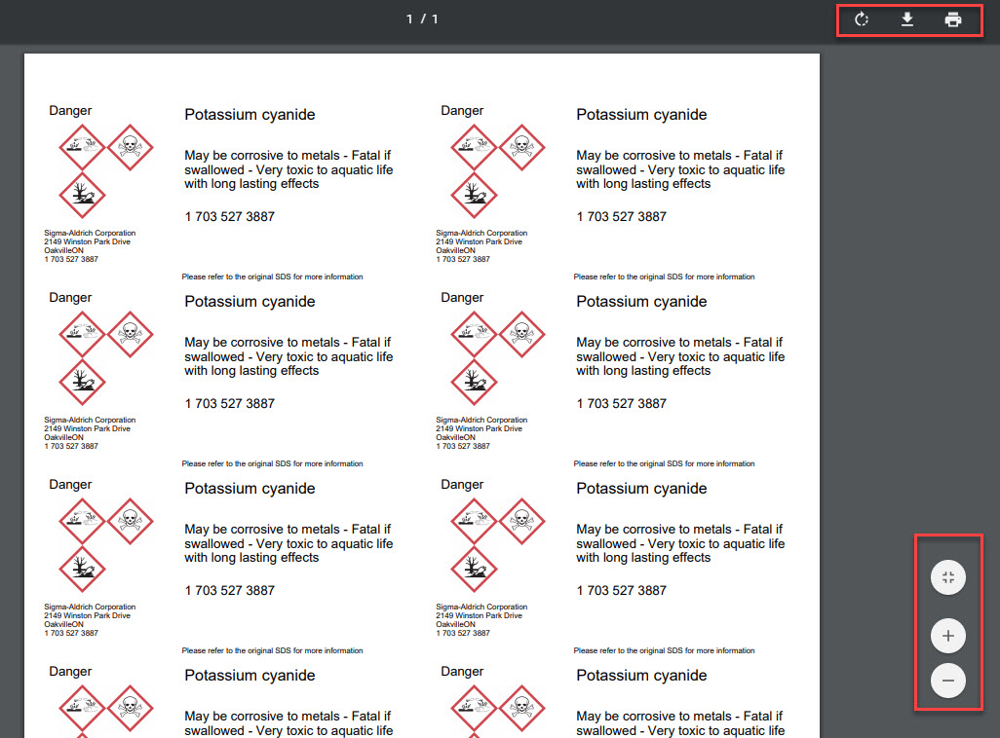 1 / 1
Danger
Potassium cyanide
May be corrosive to metals - Fatal if
swallowed - Very toxic to aquatic life
with long lasting effects
1 703 527 3887
Sigma-Aldrich Corporation
2149 Winston Park Drive
OakvilleON
1 703 527 3887
Please refer to the original SDS for more information
Danger
Potassium cyanide
May be corrosive to metals - Fatal if
swallowed - Very toxic to aquatic life
with long lasting effects
1 703 527 3887
Sigma-Aldrich Corporation
2149 Winston Park Drive
OakvilleON
1 703 527 3887
Please refer to the original SDS for more information
Danger
Potassium cyanide
May be corrosive to metals - Fatal if
swallowed - Very toxic to aquatic life
with long lasting effects
1 703 527 3887
Sigma-Aldrich Corporation
2149 Winston Park Drive
OakvilleON
1 703 527 3887
Please refer to the original SDS for more information
Danger
Potassium cyanide
May be corrosive to metals - Fatal if
swallowed - Very toxic to aquatic life
with long lasting effects
1 703 527 3887
Sigma-Aldrich Corporation
2149 Winston Park Drive
OakvilleON
1 703 527 3887
Please refer to the original SDS for more information
Danger
Potassium cyanide
May be corrosive to metals - Fatal if
swallowed - Very toxic to aquatic life
with long lasting effects
1 703 527 3887
Sigma-Aldrich Corporation
2149 Winston Park Drive
OakvilleON
1 703 527 3887
Please refer to the original SDS for more information
Danger
Potassium cyanide
May be corrosive to metals - Fatal if
swallowed - Very toxic to aquatic life
with long lasting effects
1 703 527 3887
Sigma-Aldrich Corporation
2149 Winston Park Drive
OakvilleON
1 703 527 3887
Please refer to the original SDS for more information
Danger
Potassium cyanide
May be corrosive to metals - Fatal if
swallowed - Very toxic to aquatic life
Danger
Potassium cyanide
May be corrosive to metals - Fatal if
swallowed - Very toxic to aquatic life